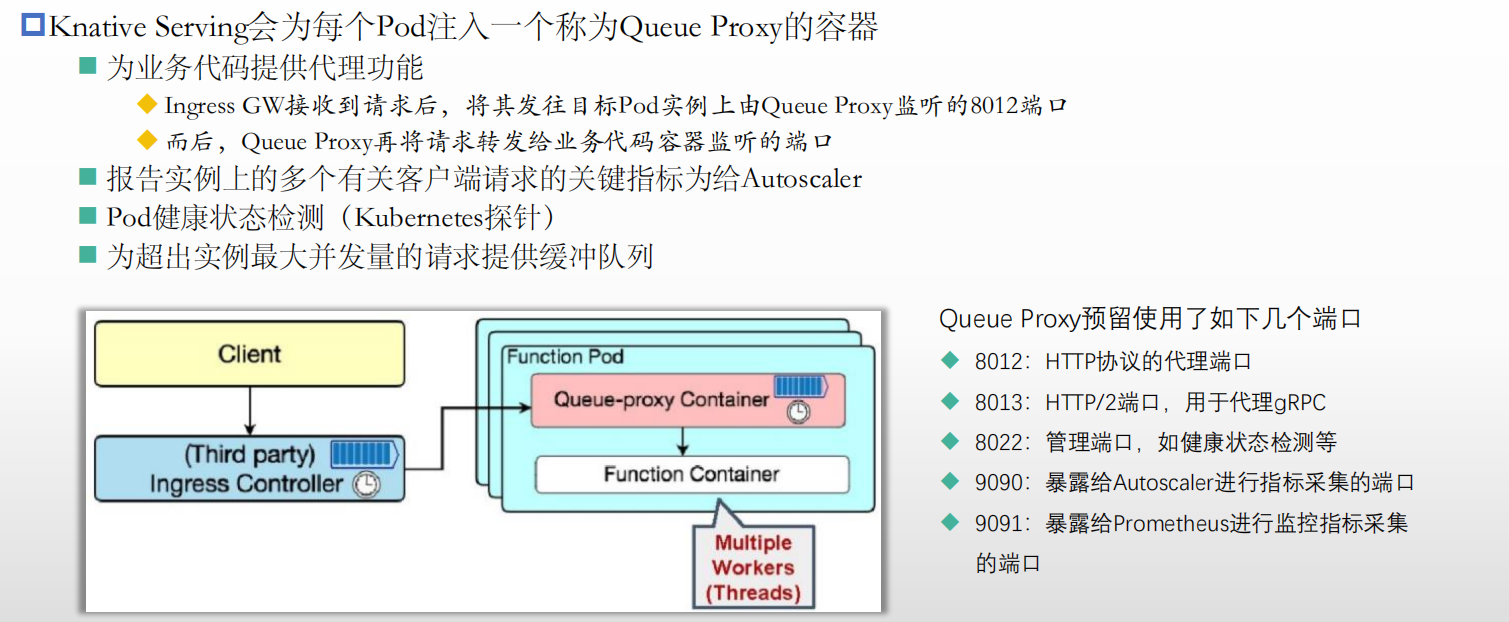 Knative Serving会为每个Pod注入一个称为Queue Proxy的容器
为业务代码提供代理功能
Ingress GW接收到请求后，将其发往目标Pod实例上由Queue Proxy监听的8012端口
而后，Queue Proxy再将请求转发给业务代码容器监听的端口
报告实例上的多个有关客户端请求的关键指标为给Autoscaler
Pod健康状态检测（Kubernetes探针）
为超出实例最大并发量的请求提供缓冲队列
Client
(Third party)
Ingress Controller
Function Pod
Queue-proxy Container
Function Container
Multiple
Workers
(Threads)
Queue Proxy预留使用了如下几个端口
8012：HTTP协议的代理端口
8013：HTTP/2端口，用于代理gRPC
8022：管理端口，如健康状态检测等
9090：暴露给Autoscaler进行指标采集的端口
9091：暴露给Prometheus进行监控指标采集
的端口